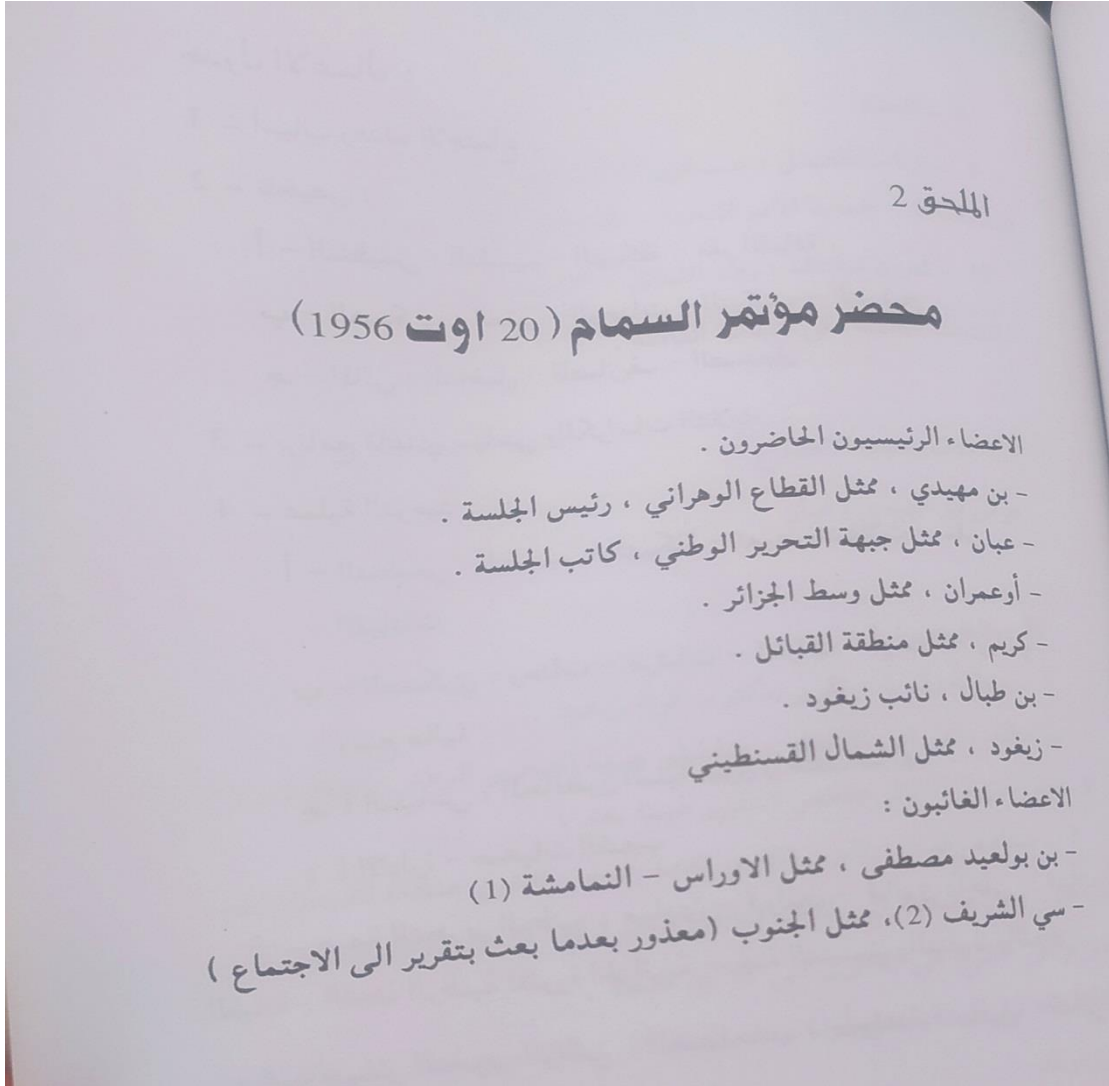 الملحق 2
محضر مؤتمر السمام ( 20 اوت 1956)
الاعضاء الرئيسيون الحاضرون .
- بن مهيدي ، ممثل القطاع الوهراني ، رئيس الجلسة .
- عبان ، ممثل جبهة التحرير الوطني ، كاتب الجلسة .
- أوعمران ، ممثل وسط الجزائر .
- كريم ، ممثل منطقة القبائل .
- بن طبال ، نائب زيغود .
- زيغود ، ممثل الشمال القسنطيني
الاعضاء الغائبون :
- بن بولعيد مصطفى ، ممثل الاوراس - النمامشة (1)
- سي الشريف (2)، ممثل الجنوب (معذور بعدما بعث بتقرير الى الاجتماع )